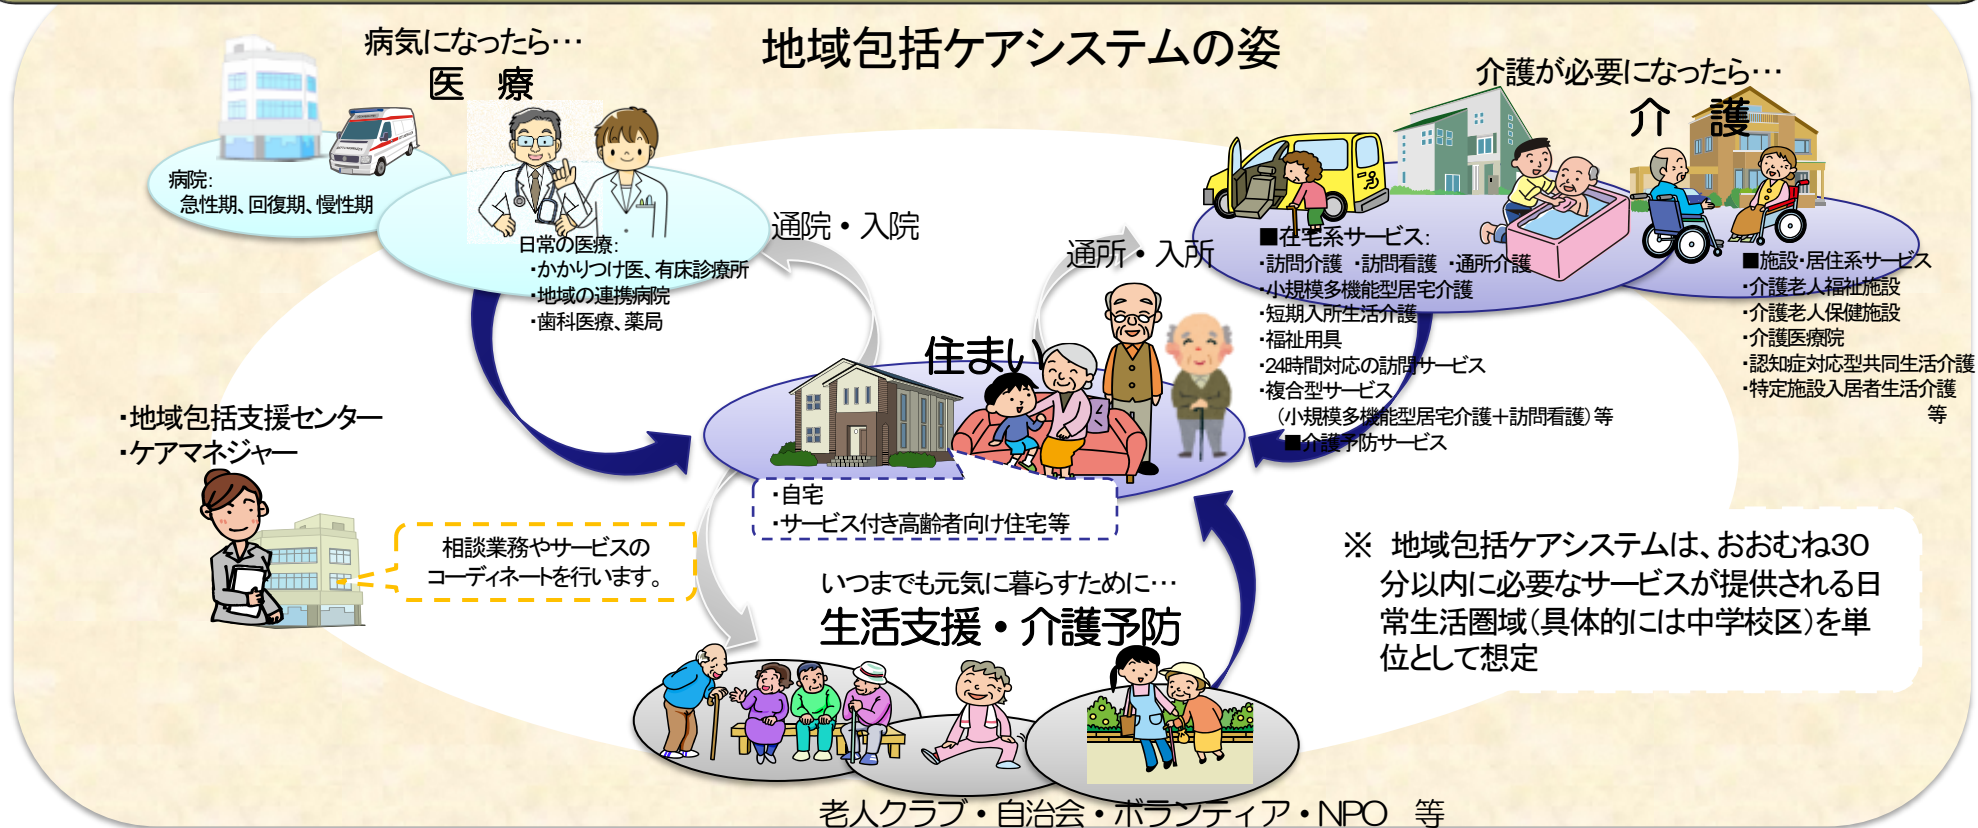 地域包括ケアシステムの姿
病気になったら…
医　療
病院:
急性期、回復期、慢性期
日常の医療:
・かかりつけ医、有床診療所
・地域の連携病院
・歯科医療、薬局
通院・入院
通所・入所
介護が必要になったら…
介　護
■在宅系サービス:
・訪問介護 ・訪問看護 ・通所介護
・小規模多機能型居宅介護
・短期入所生活介護
・福祉用具
・24時間対応の訪問サービス
・複合型サービス
（小規模多機能型居宅介護＋訪問看護）等
■介護予防サービス
■施設・居住系サービス
・介護老人福祉施設
・介護老人保健施設
・介護医療院
・認知症対応型共同生活介護
・特定施設入居者生活介護
等
住まい
・自宅
・サービス付き高齢者向け住宅等
・地域包括支援センター
・ケアマネジャー
相談業務やサービスの
コーディネートを行います。
いつまでも元気に暮らすために…
生活支援・介護予防
老人クラブ・自治会・ボランティア・NPO　等
※　地域包括ケアシステムは、おおむね30
分以内に必要なサービスが提供される日
常生活圏域（具体的には中学校区）を単
位として想定